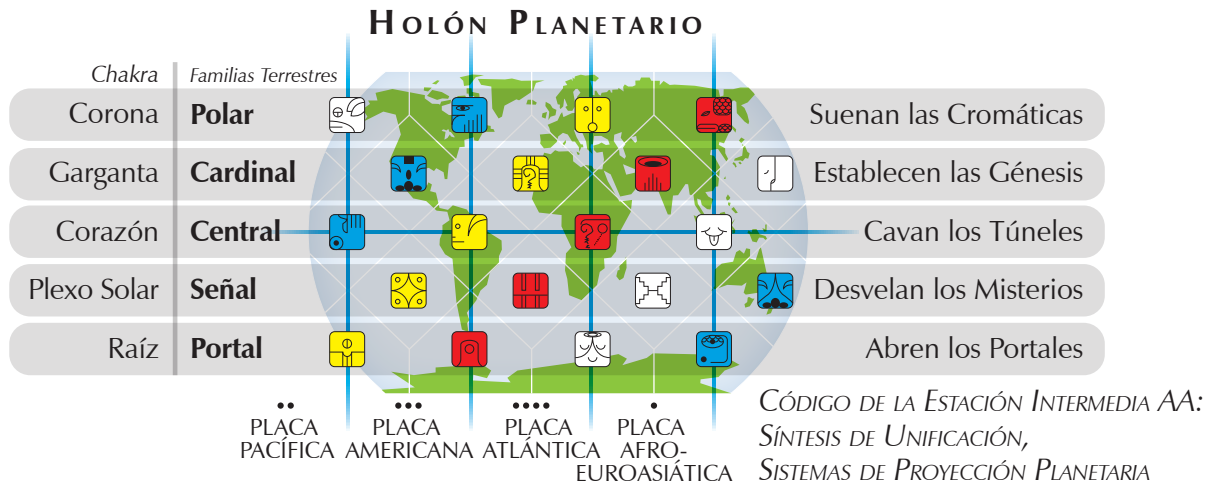 Holón Planetario
Chakra Familias Terrestres
Corona Polar Suenan las Cromáticas
Garganta Cardinal Establecen las Génesis
Corazón Central Cavan los Túneles
Plexo Solar Señal Desvelan los Misterios
Raíz Portal Abren los Portales
PLACA PACÍFICA
PLACA AMERICANA
PLACA ATLÁNTICA
PLACA AFRO-
EUROASIÁTICA
Código de la Estación Intermedia AA:
Síntesis de Unificación,
Sistemas de Proyección Planetaria